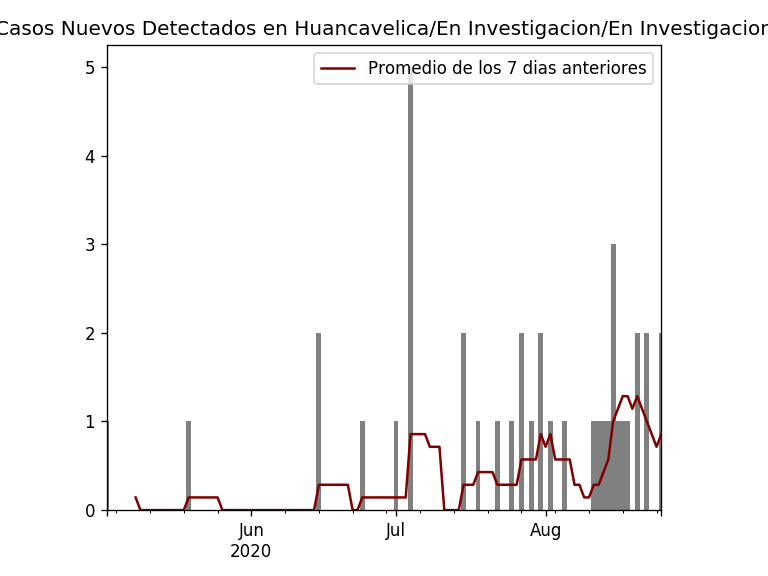 Casos Nuevos Detectados en Huancavelica/En Investigacion/En Investigacion
Promedio de los 7 dias anteriores
5
4
3
2
1
0
Jun Jul Aug
2020